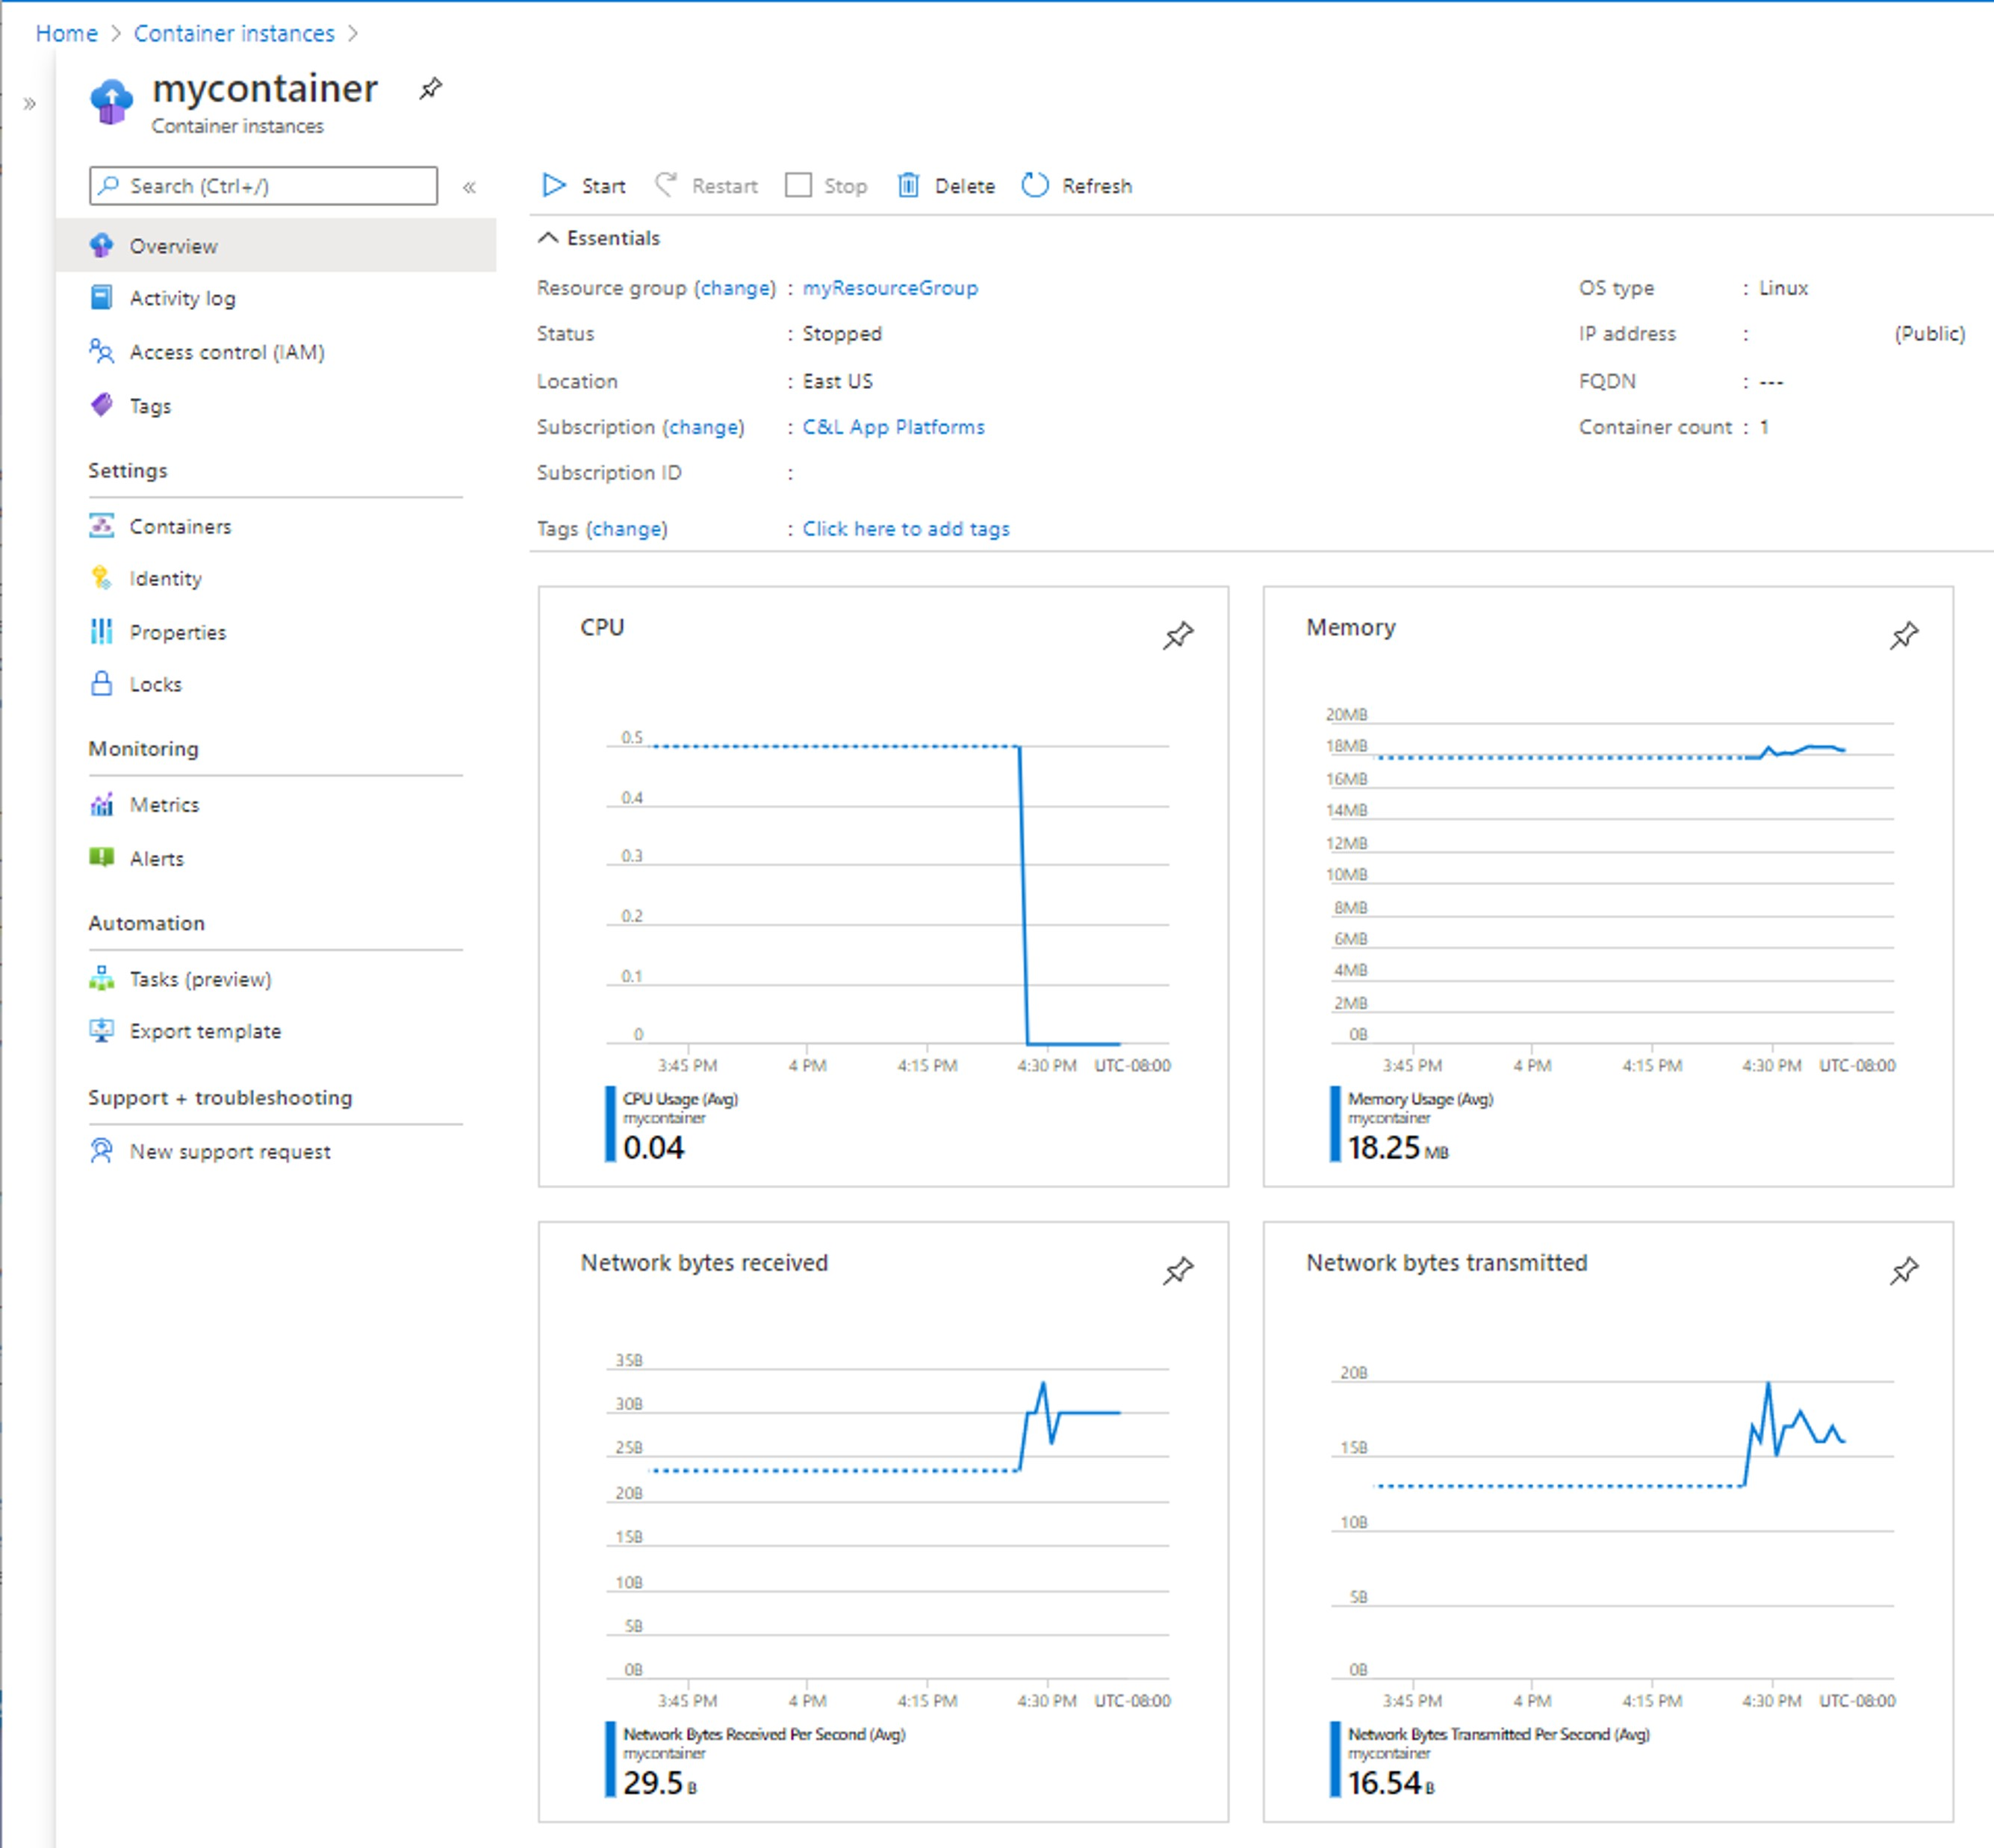 Home > Container instances >
mycontainer
Container instances
Search (Ctrl+/)
Overview
Activity log
Access control (IAM)
Tags
Settings
Containers
Identity
Properties
Locks
Monitoring
Metrics
Alerts
Automation
Tasks (preview)
Export template
Support + troubleshooting
New support request
Start Restart Stop Delete Refresh
Essentials
Resource group (change) : myResourceGroup
Status : Stopped
Location : East US
Subscription (change) : C&L App Platforms
Subscription ID :
Tags (change) : Click here to add tags
OS type : Linux
IP address : (Public)
FQDN : ---
Container count : 1
CPU
0.5
0.4
0.3
0.2
0.1
0
3:45 PM 4 PM 4:15 PM 4:30 PM UTC-08:00
CPU Usage (Avg)
mycontainer
0.04
Memory
20MB
18MB
16MB
14MB
12MB
10MB
8MB
6MB
4MB
2MB
0B
3:45 PM 4 PM 4:15 PM 4:30 PM UTC-08:00
Memory Usage (Avg)
mycontainer
18.25 MB
Network bytes received
35B
30B
25B
20B
15B
10B
5B
0B
3:45 PM 4 PM 4:15 PM 4:30 PM UTC-08:00
Network Bytes Received Per Second (Avg)
mycontainer
29.5 B
Network bytes transmitted
20B
15B
10B
5B
0B
3:45 PM 4 PM 4:15 PM 4:30 PM UTC-08:00
Network Bytes Transmitted Per Second (Avg)
mycontainer
16.54 B